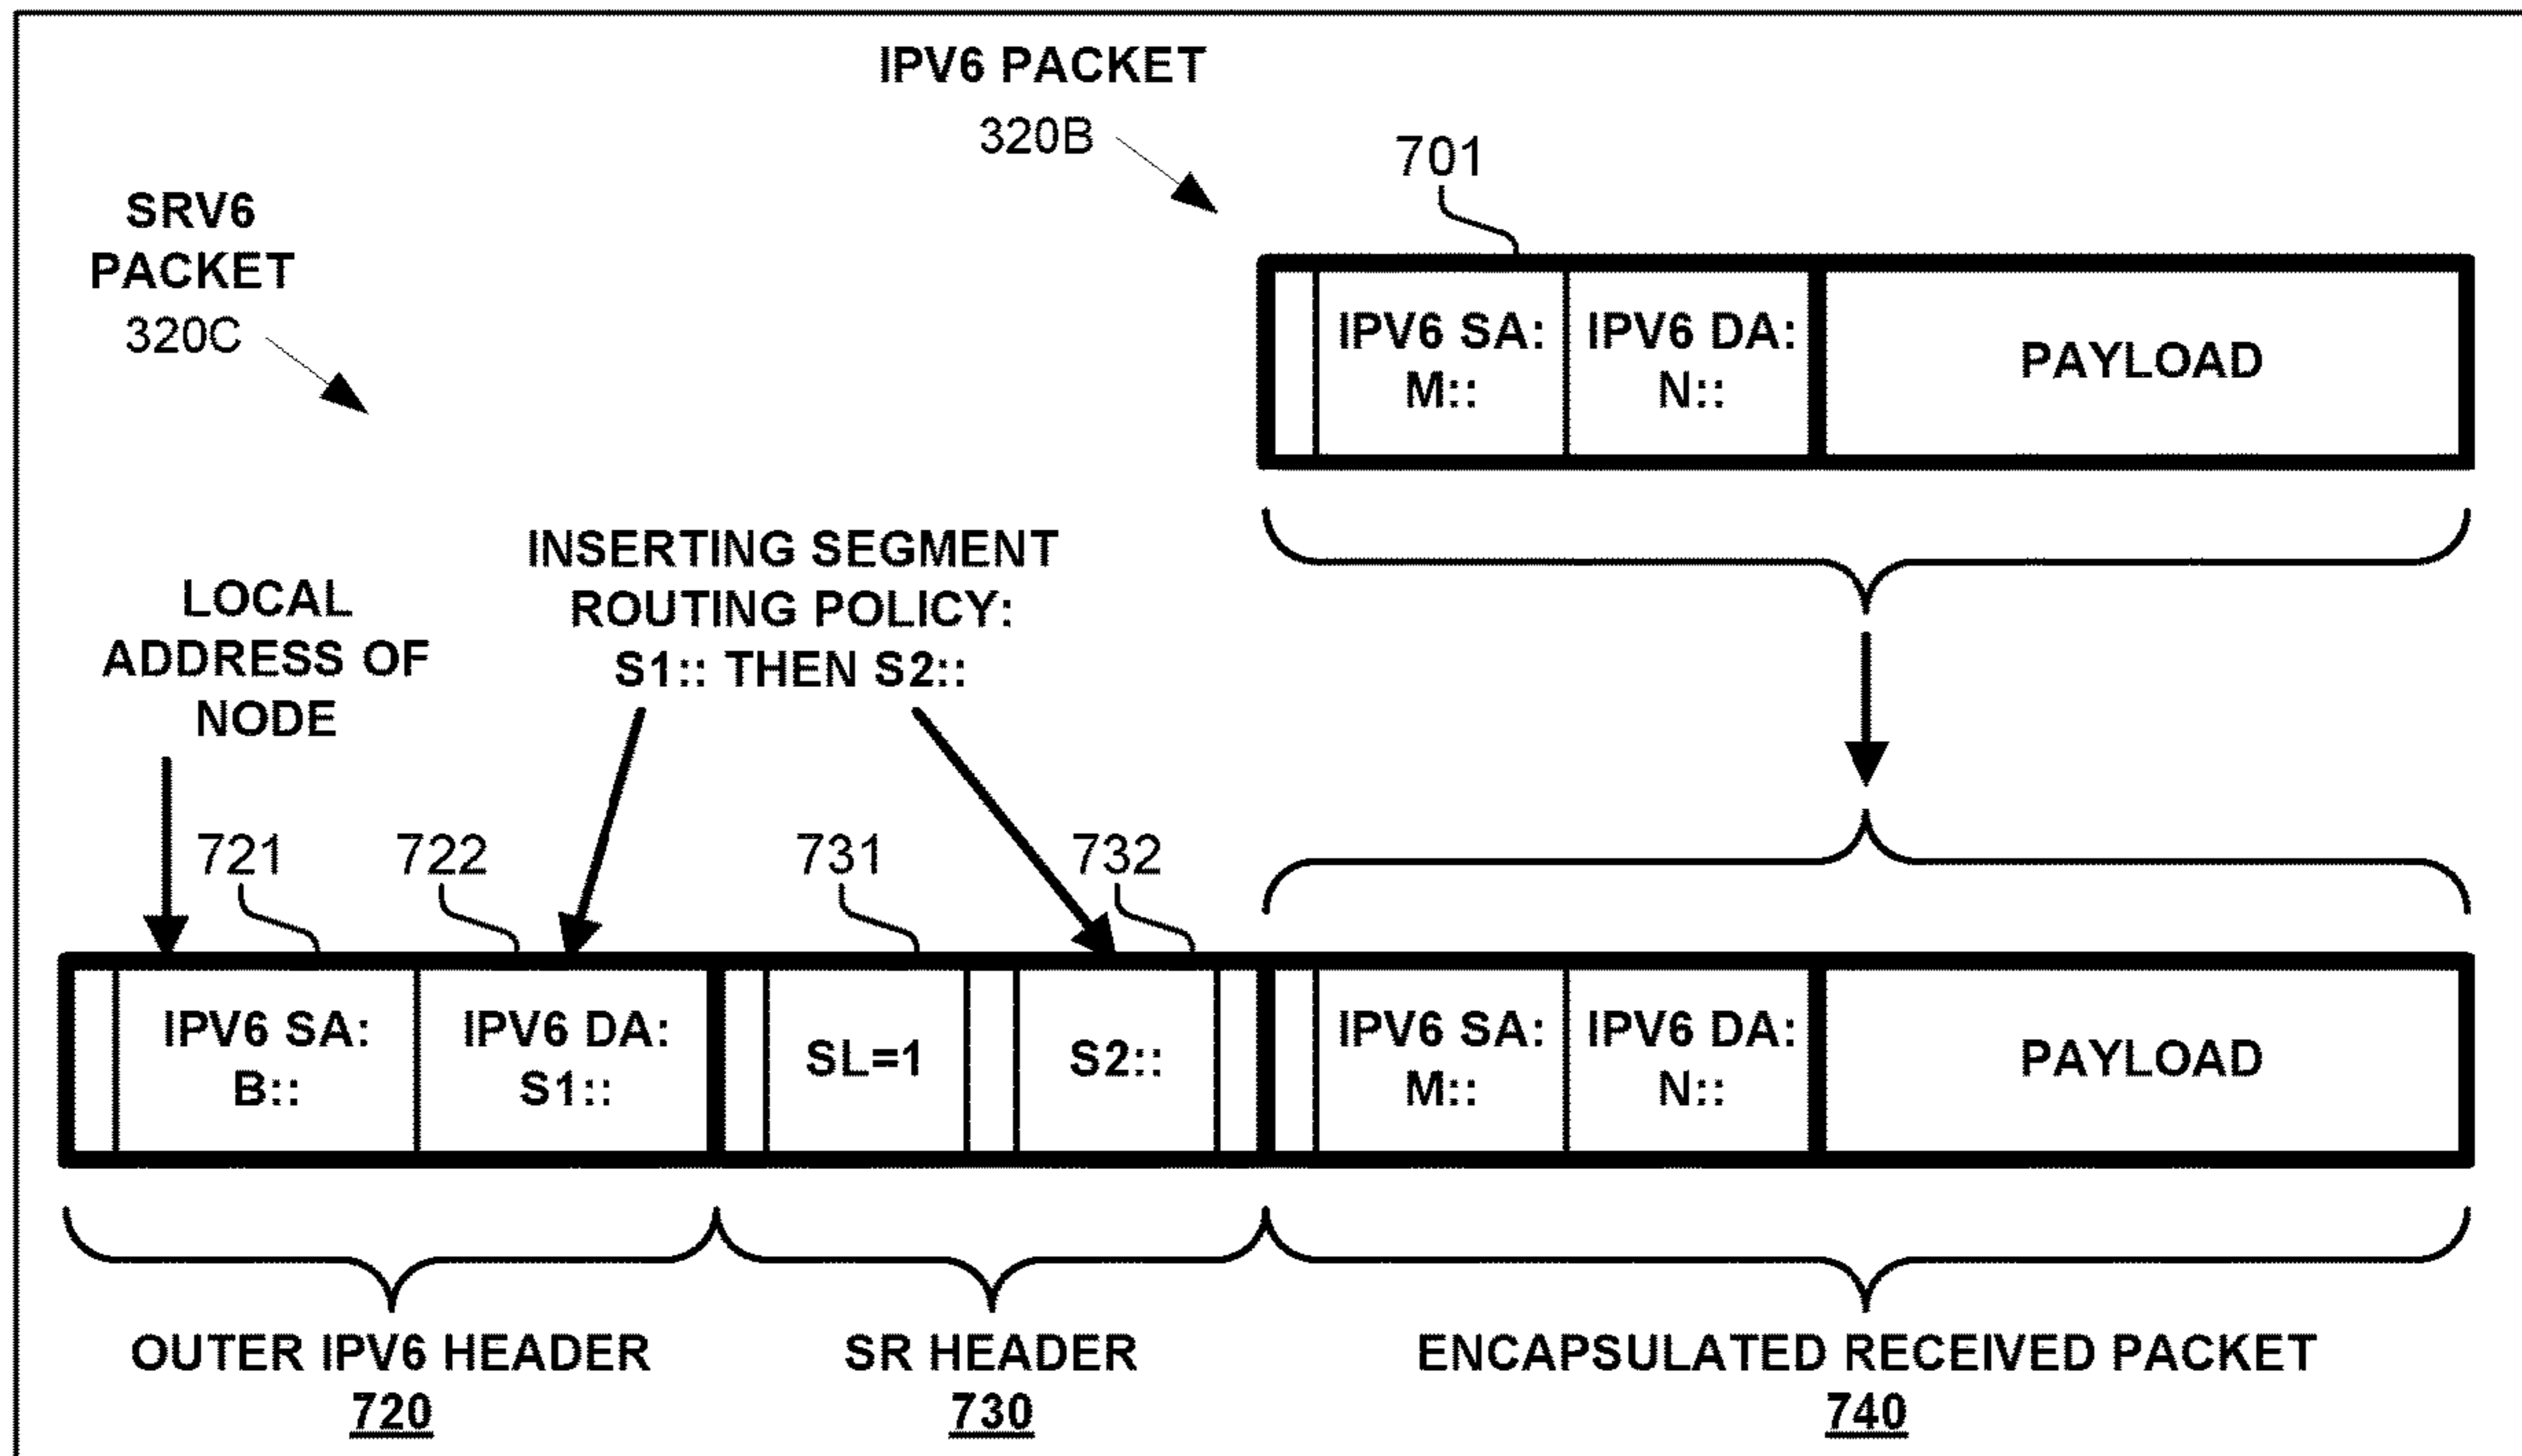 IPV6 PACKET
320B
701
SRV6
PACKET
320C
IPV6 SA:
M::
IPV6 DA:
N::
PAYLOAD
INSERTING SEGMENT
ROUTING POLICY:
S1:: THEN S2::
LOCAL
ADDRESS OF
NODE
721
722
731
732
IPV6 SA:
B::
IPV6 DA:
S1::
SL=1
S2::
IPV6 SA:
M::
IPV6 DA:
N::
PAYLOAD
OUTER IPV6 HEADER
720
SR HEADER
730
ENCAPSULATED RECEIVED PACKET
740